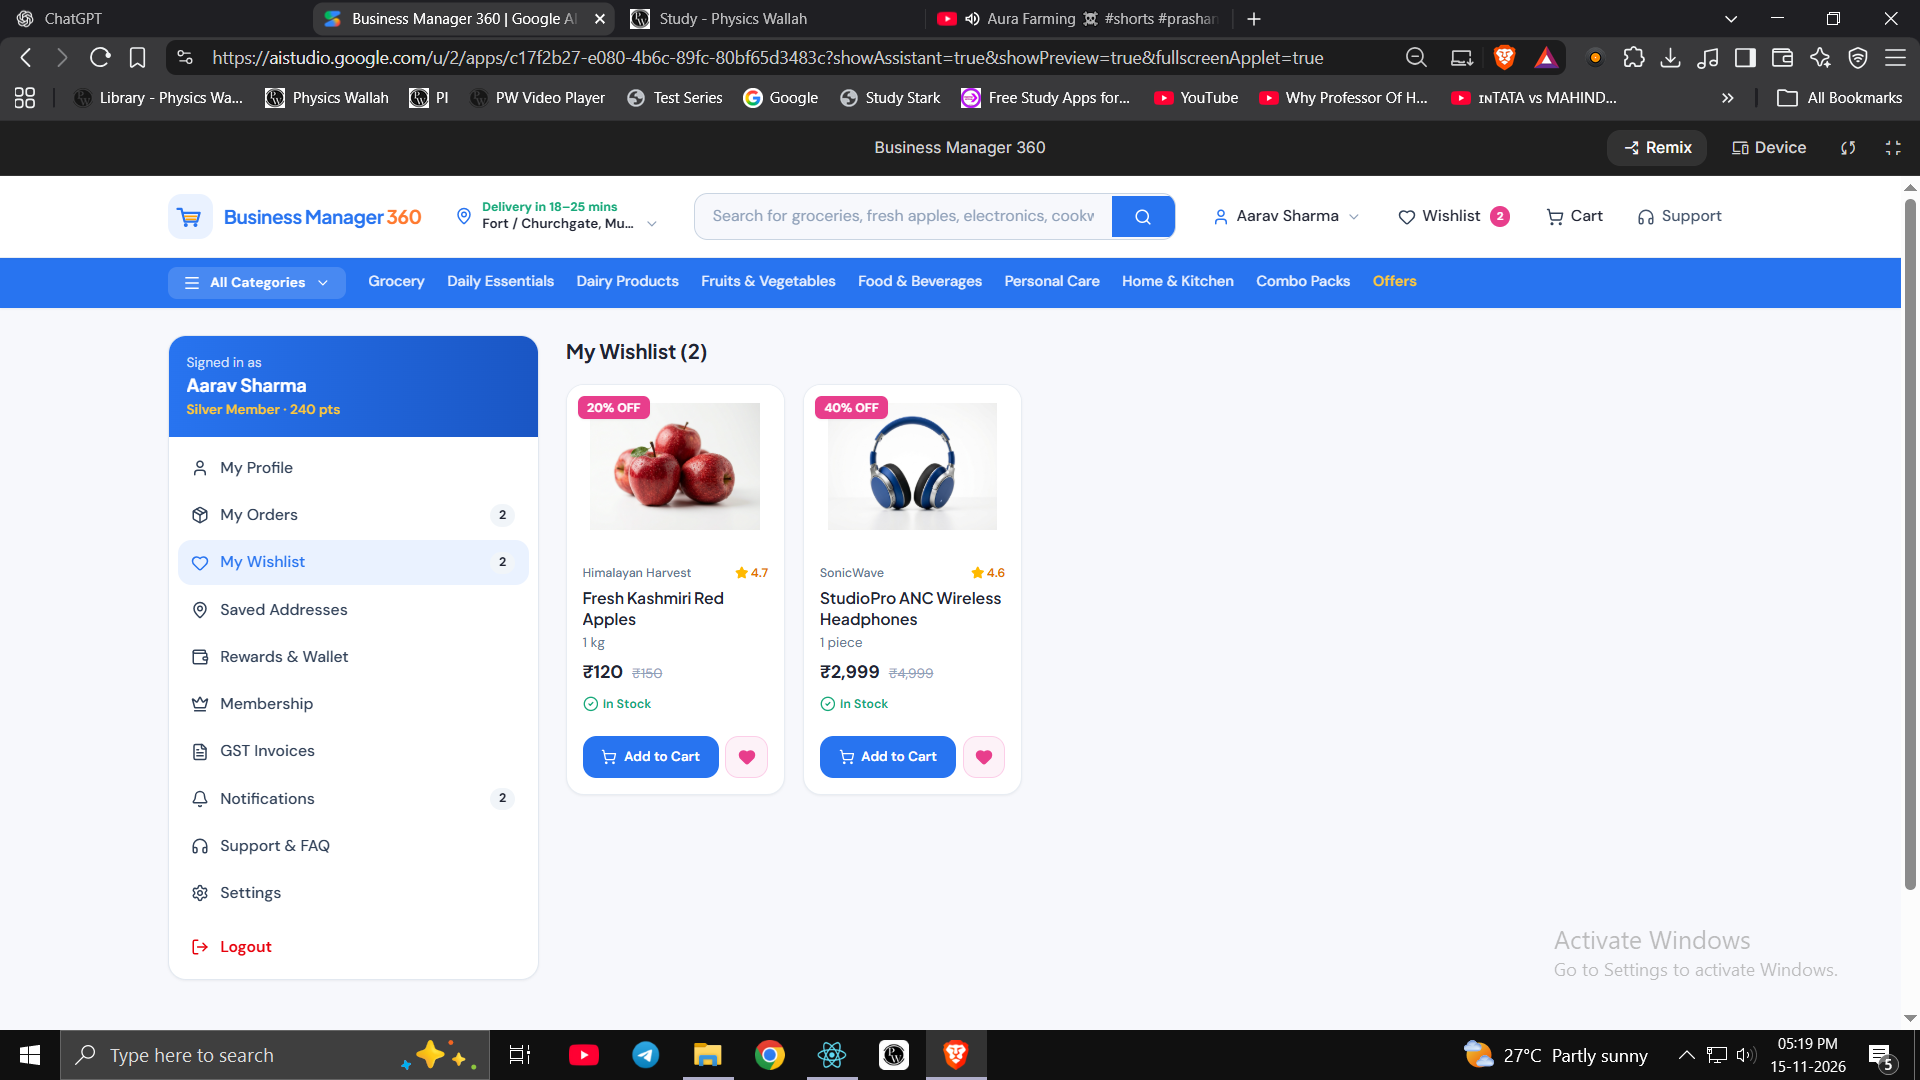 ChatGPT
Business Manager 360 | Google AI
Study - Physics Wallah
Aura Farming ☠️ #shorts #prashan
https://aistudio.google.com/u/2/apps/c17f2b27-e080-4b6c-89fc-80bf65d3483c?showAssistant=true&showPreview=true&fullscreenApplet=true
Library - Physics Wa...
Physics Wallah
PI
PW Video Player
Test Series
Google
Study Stark
Free Study Apps for...
YouTube
Why Professor Of H...
ɪɴTATA vs MAHIND...
All Bookmarks
Business Manager 360
Remix
Device
Business Manager 360
Delivery in 18–25 mins
Fort / Churchgate, Mu...
Search for groceries, fresh apples, electronics, cookw
Aarav Sharma
Wishlist 2
Cart
Support
All Categories
Grocery
Daily Essentials
Dairy Products
Fruits & Vegetables
Food & Beverages
Personal Care
Home & Kitchen
Combo Packs
Offers
Signed in as
Aarav Sharma
Silver Member · 240 pts
My Profile
My Orders 2
My Wishlist 2
Saved Addresses
Rewards & Wallet
Membership
GST Invoices
Notifications 2
Support & FAQ
Settings
Logout
My Wishlist (2)
20% OFF
Himalayan Harvest 4.7
Fresh Kashmiri Red
Apples
1 kg
₹120 ₹150
In Stock
Add to Cart
40% OFF
SonicWave 4.6
StudioPro ANC Wireless
Headphones
1 piece
₹2,999 ₹4,999
In Stock
Add to Cart
Activate Windows
Go to Settings to activate Windows.
Type here to search
27°C Partly sunny
05:19 PM
15-11-2026
5